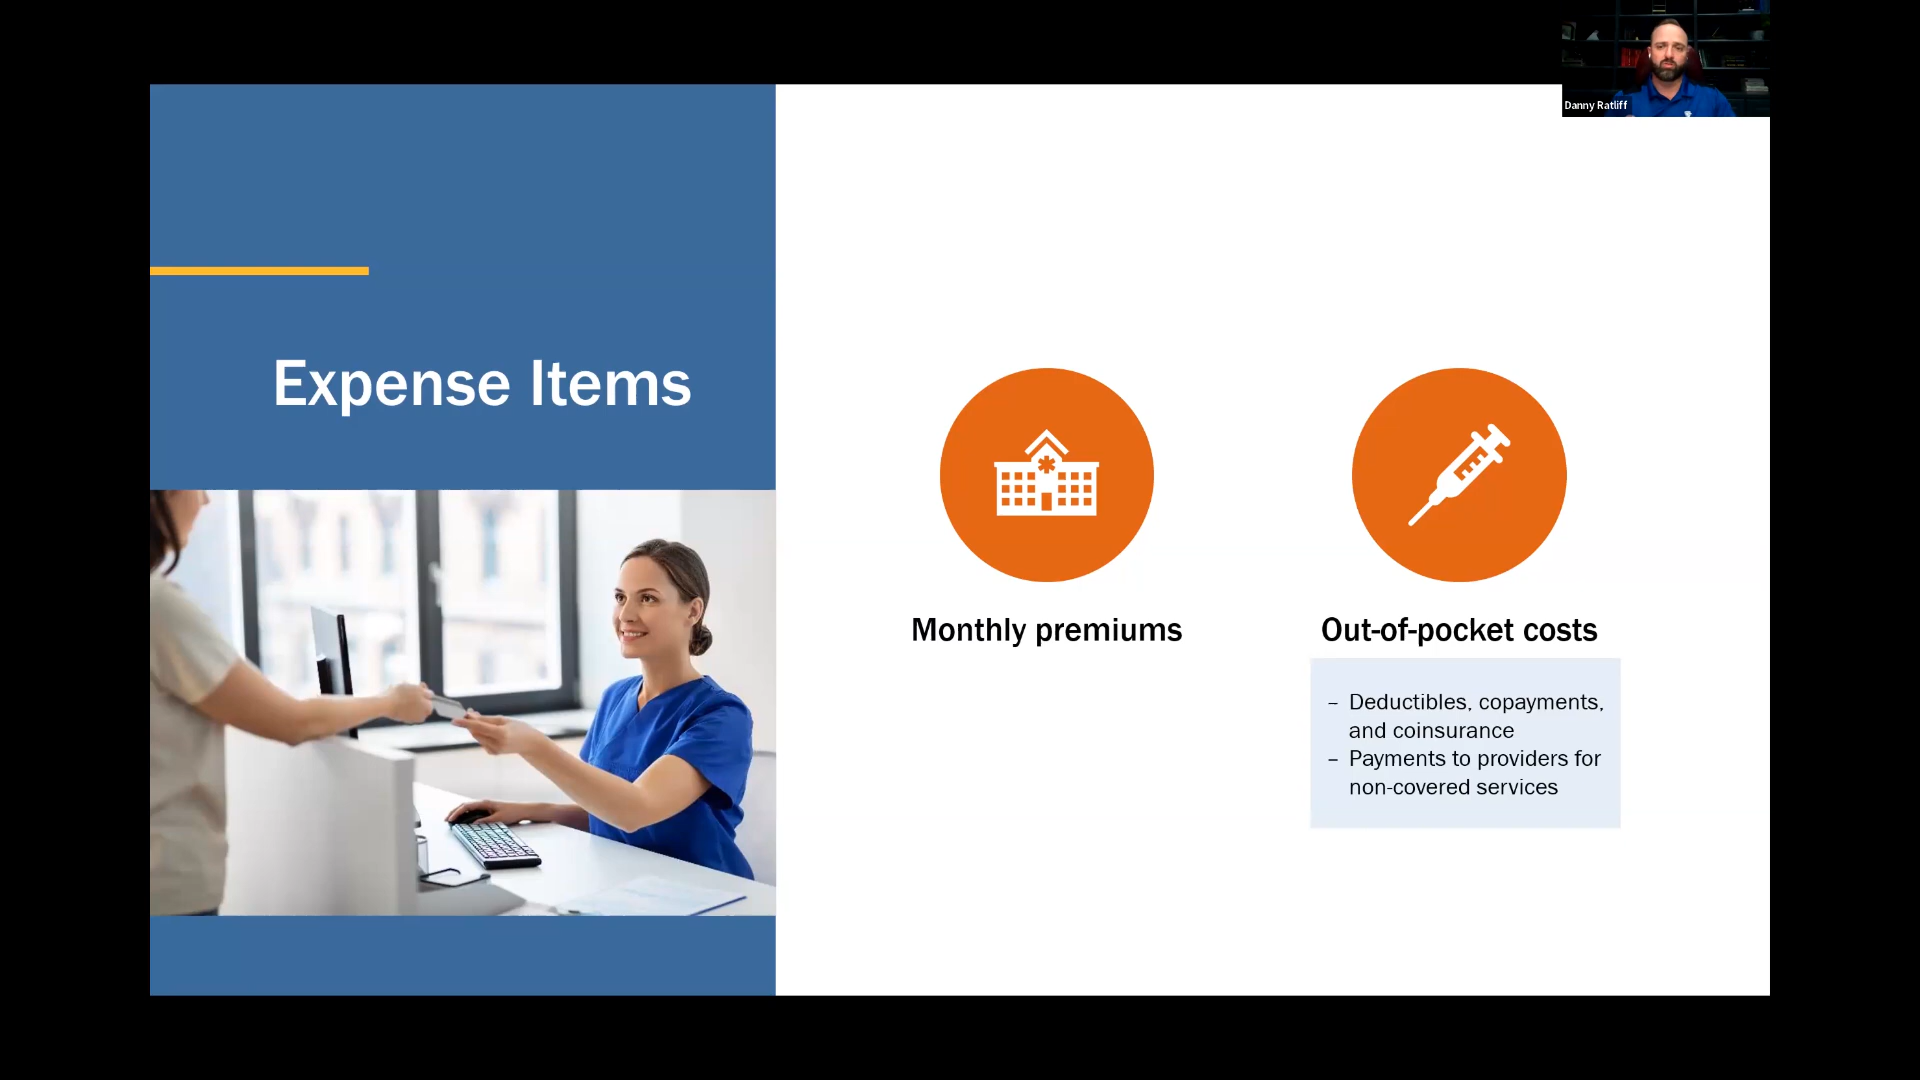 Danny Ratliff
Expense Items
Monthly premiums
Out-of-pocket costs
– Deductibles, copayments,
and coinsurance
– Payments to providers for
non-covered services